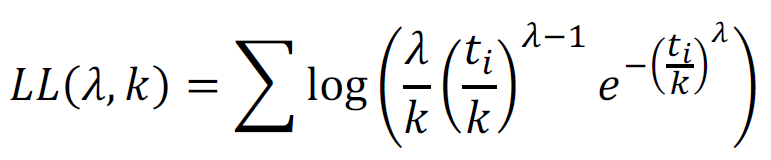 LL(λ, k) = ∑ log(λ/k (tᵢ/k)^(λ−1) e^(−(tᵢ/k)^λ))